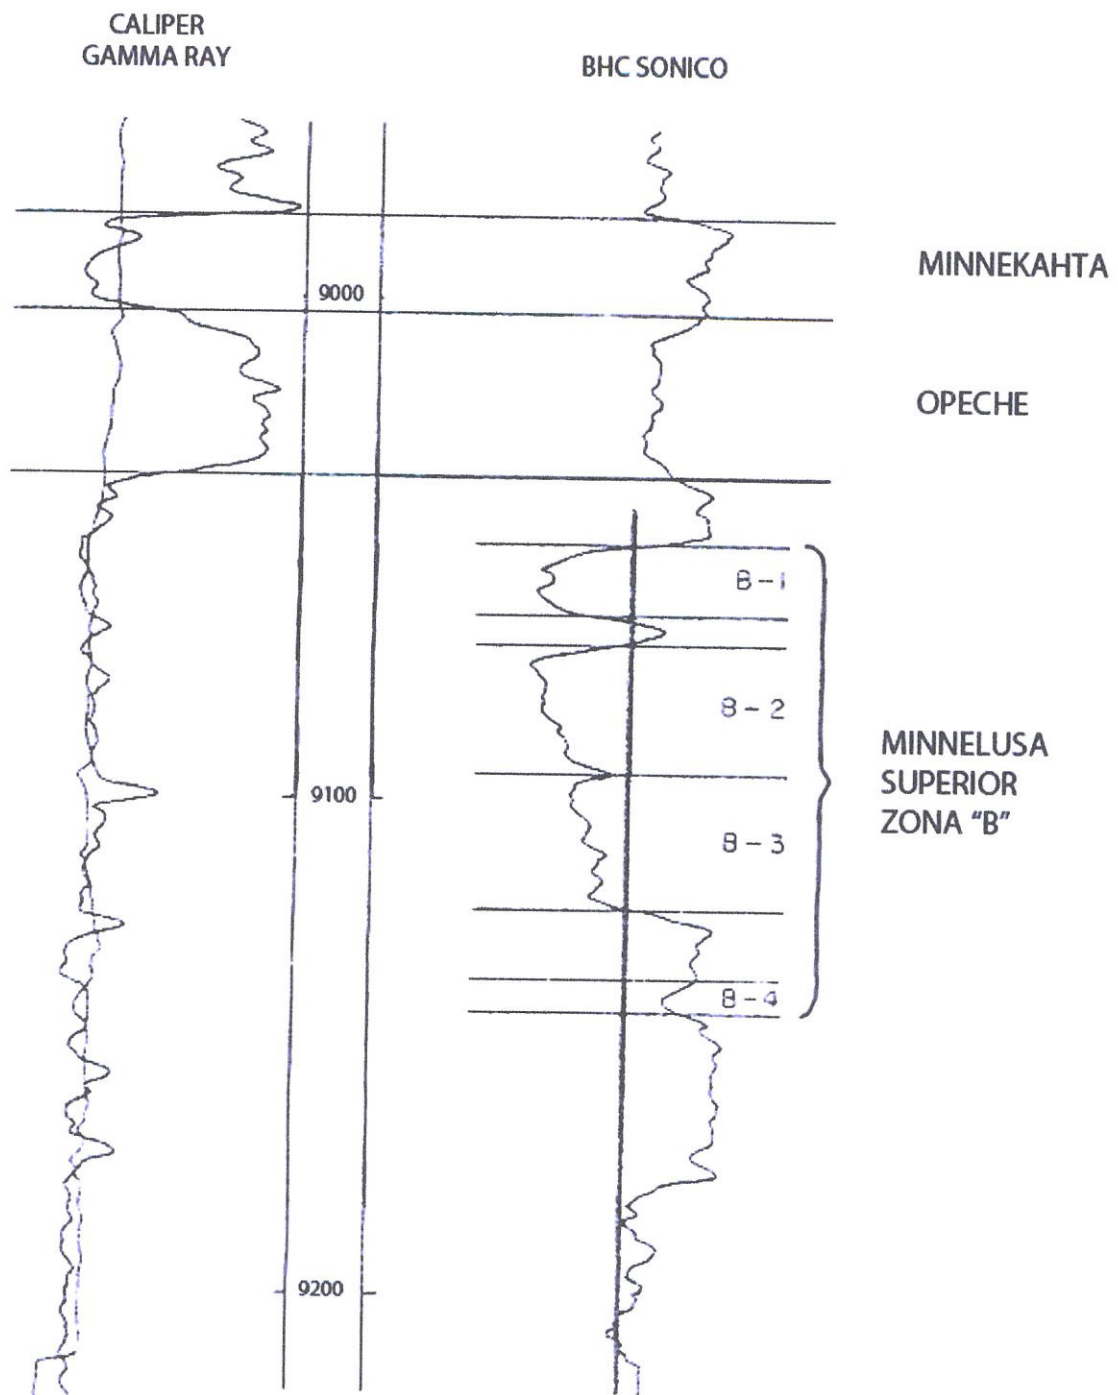 CALIPER
GAMMA RAY
BHC SONICO
MINNEKAHTA
9000
OPECHE
B-1
B-2
MINNELUSA
SUPERIOR
ZONA "B"
9100
B-3
B-4
9200